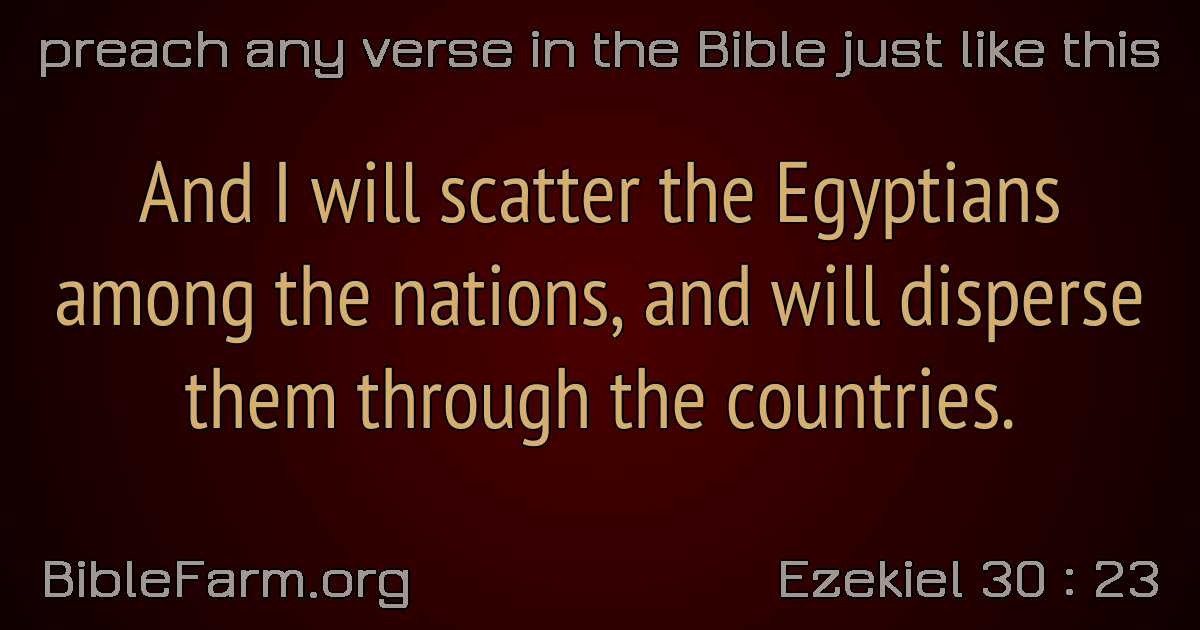 preach any verse in the Bible just like this
And I will scatter the Egyptians
among the nations, and will disperse
them through the countries.
BibleFarm.org
Ezekiel 30 : 23